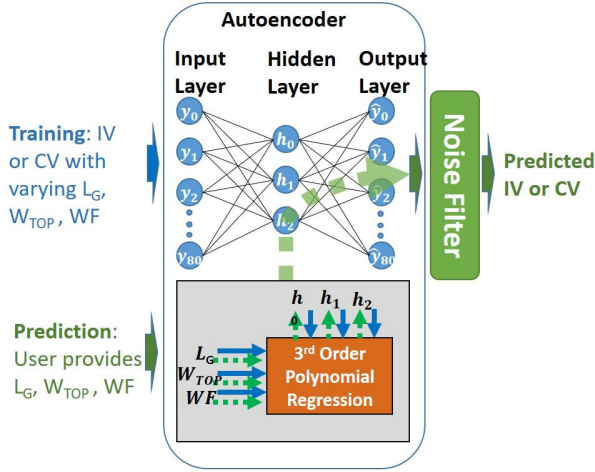 Autoencoder
Input
Layer
Hidden
Layer
Output
Layer
y0
y1
y2
y80
h0
h1
h2
ŷ0
ŷ1
ŷ2
ŷ80
Training: IV
or CV with
varying LG,
WTOP , WF
Noise Filter
Predicted
IV or CV
Prediction:
User provides
LG, WTOP , WF
h0 h1 h2
LG
WTOP
WF
3rd Order
Polynomial
Regression